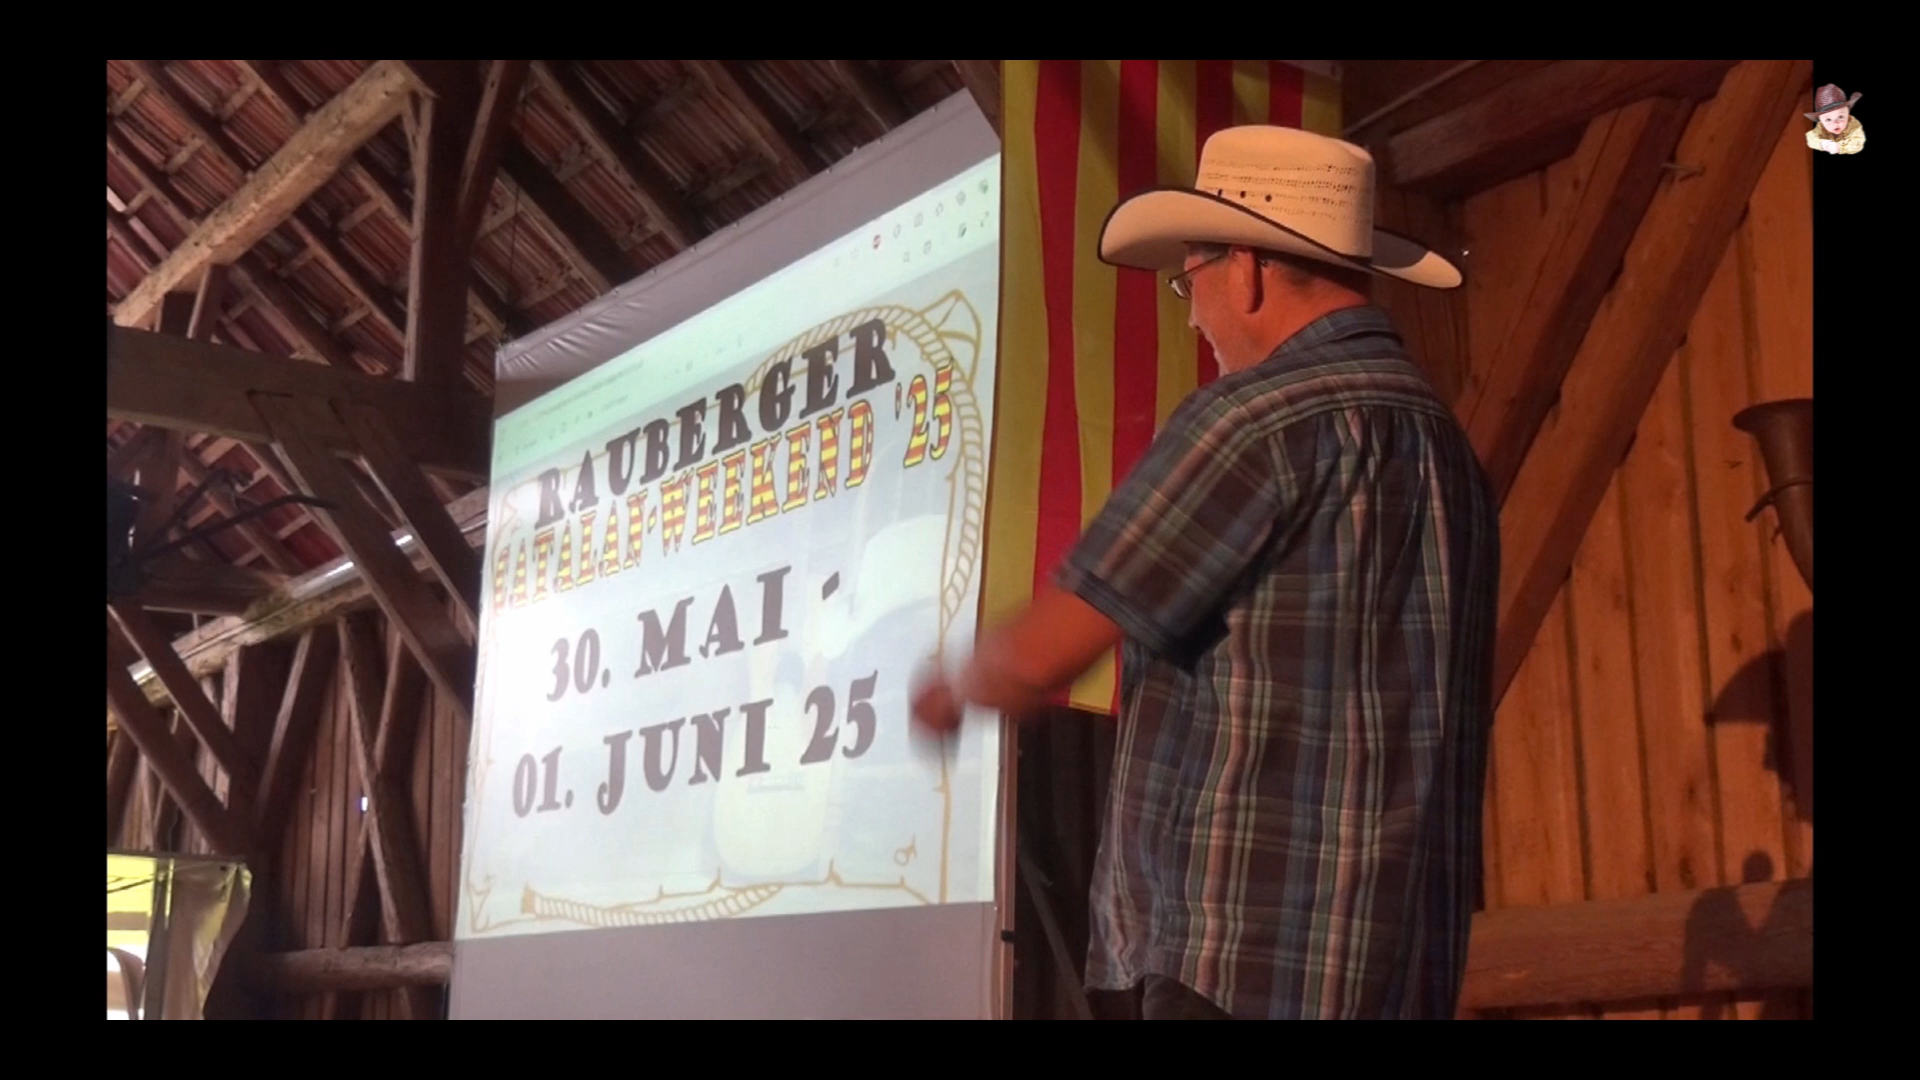 RAUBERGER
CATALAN-WEEKEND '25
30. MAI -
01. JUNI 25